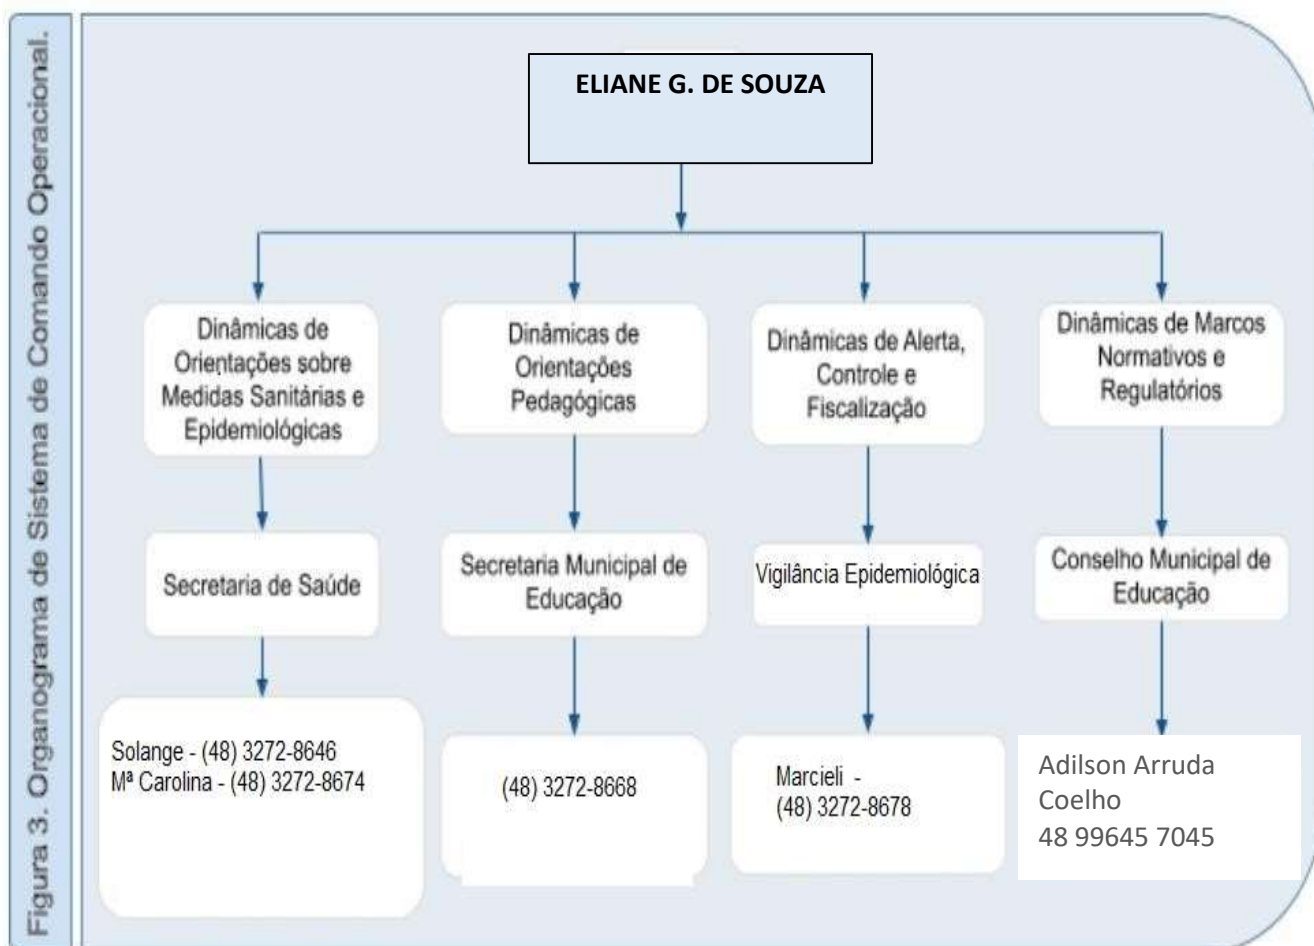 Figura 3. Organograma de Sistema de Comando Operacional.
ELIANE G. DE SOUZA
Dinâmicas de
Orientações sobre
Medidas Sanitárias e
Epidemiológicas
Dinâmicas de
Orientações
Pedagógicas
Dinâmicas de Alerta,
Controle e
Fiscalização
Dinâmicas de Marcos
Normativos e
Regulatórios
Secretaria de Saúde
Secretaria Municipal de
Educação
Vigilância Epidemiológica
Conselho Municipal de
Educação
Solange - (48) 3272-8646
Mª Carolina - (48) 3272-8674
(48) 3272-8668
Marcieli -
(48) 3272-8678
Adilson Arruda
Coelho
48 99645 7045